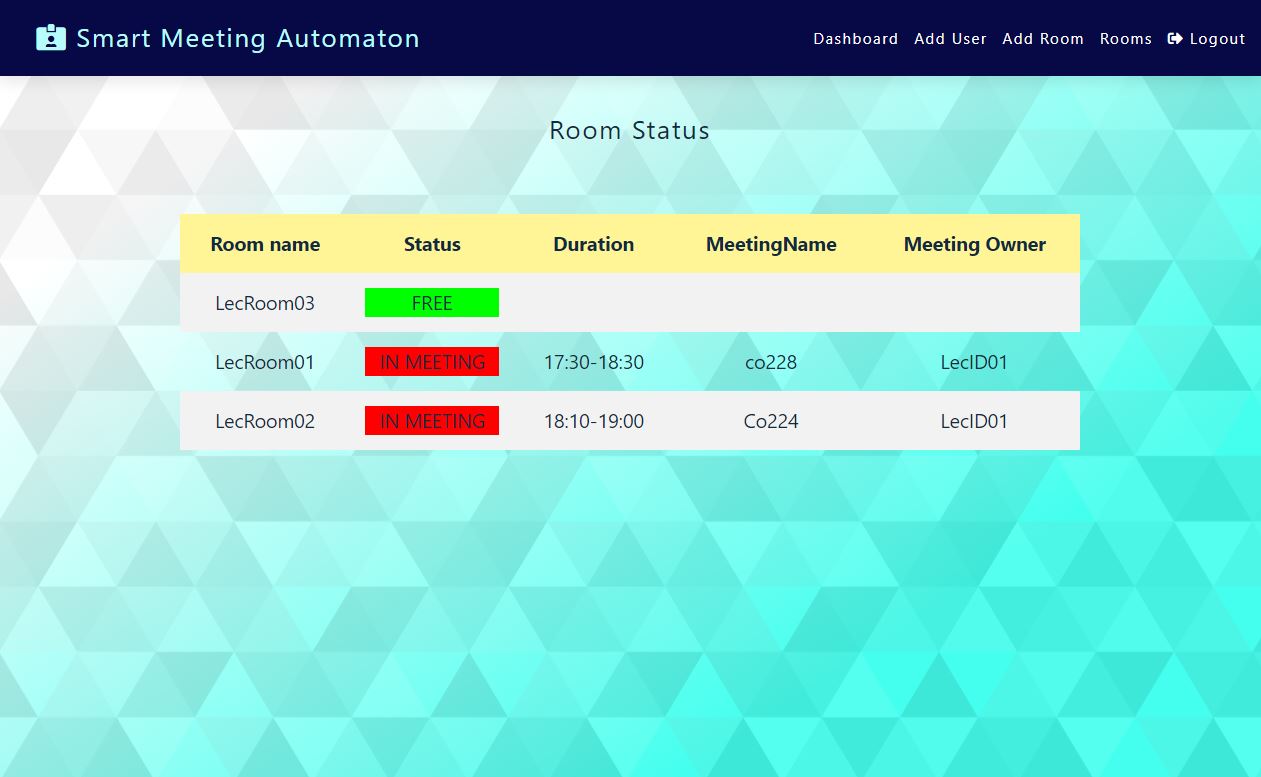 Smart Meeting Automaton
Dashboard Add User Add Room Rooms Logout
Room Status
Room name Status Duration MeetingName Meeting Owner
LecRoom03 FREE
LecRoom01 IN MEETING 17:30-18:30 co228 LecID01
LecRoom02 IN MEETING 18:10-19:00 Co224 LecID01